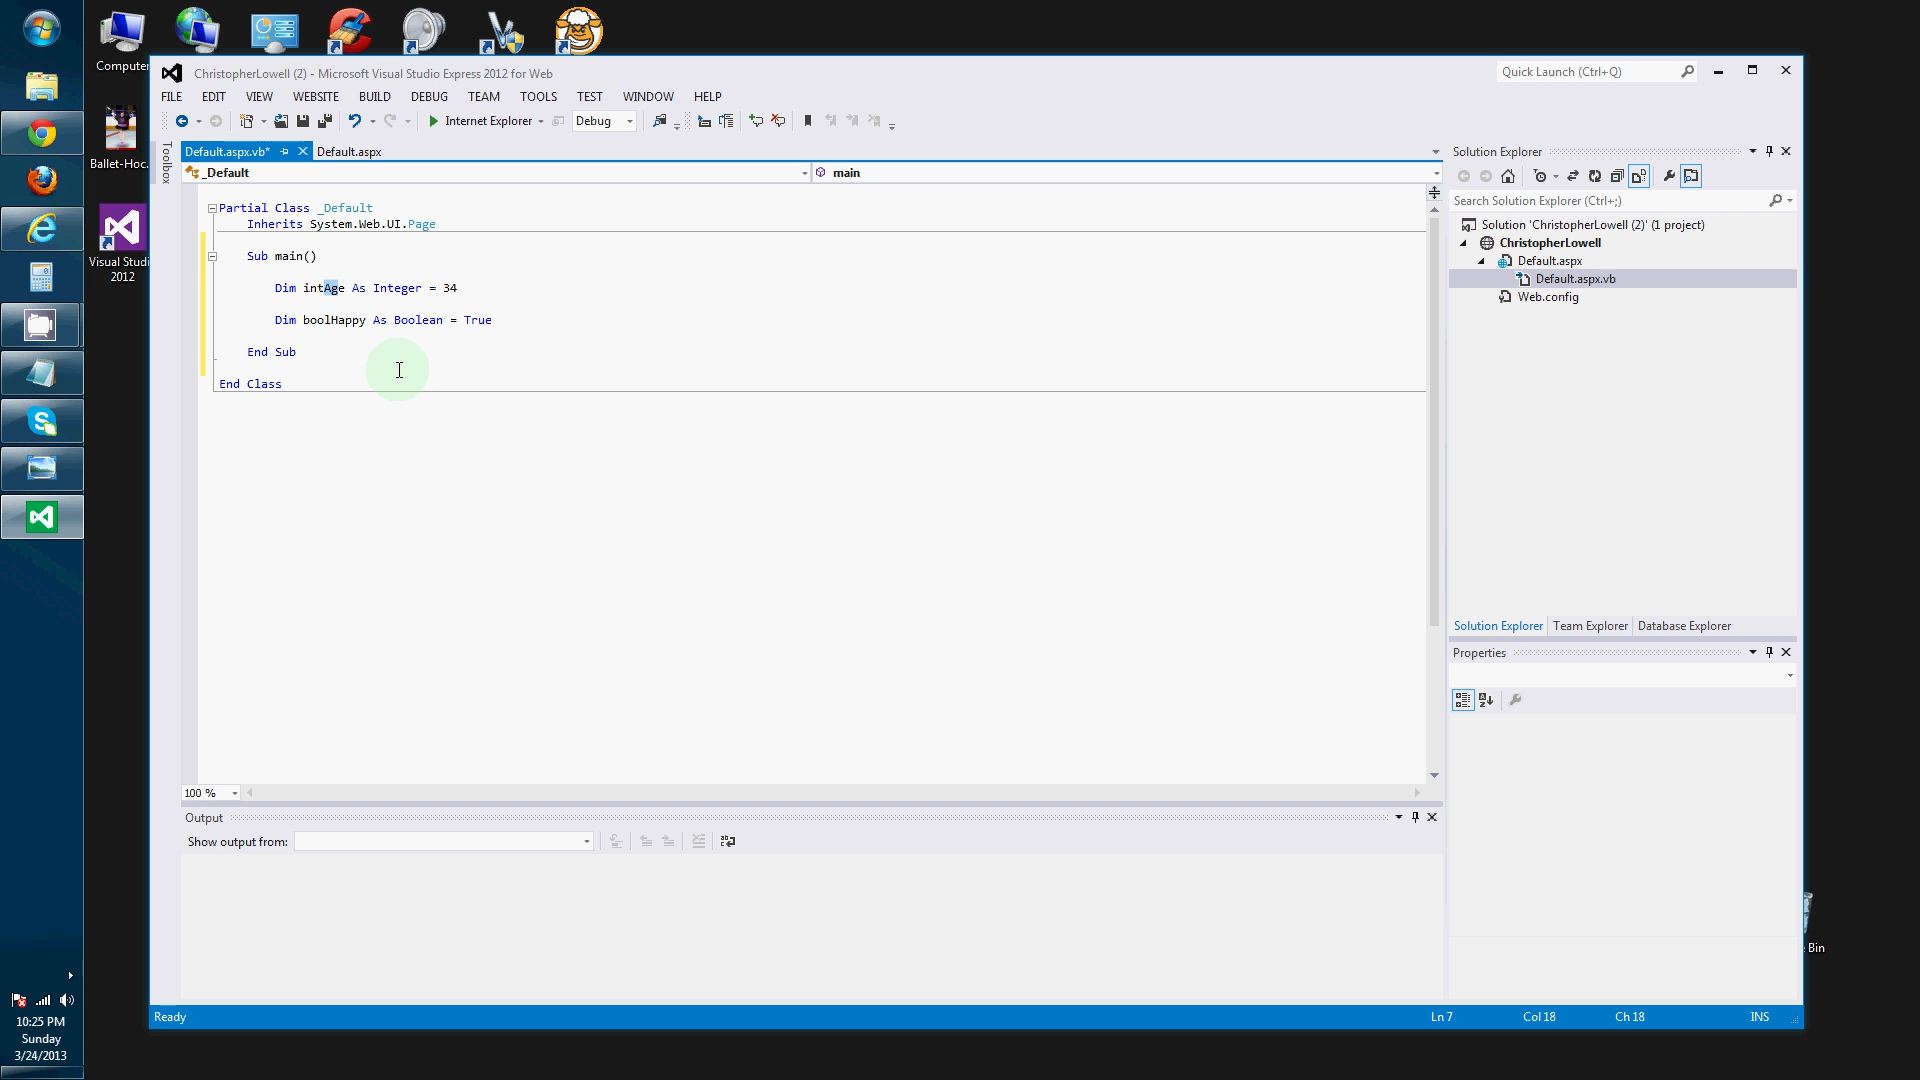 Computer
Ballet-Hoc...
Visual Studi
2012
ChristopherLowell (2) - Microsoft Visual Studio Express 2012 for Web
Quick Launch (Ctrl+Q)
FILE EDIT VIEW WEBSITE BUILD DEBUG TEAM TOOLS TEST WINDOW HELP
Internet Explorer Debug
Toolbox
Default.aspx.vb* Default.aspx
_Default main
Partial Class _Default
Inherits System.Web.UI.Page
Sub main()
Dim intAge As Integer = 34
Dim boolHappy As Boolean = True
End Sub
End Class
100 %
Output
Show output from:
Solution Explorer
Search Solution Explorer (Ctrl+;)
Solution 'ChristopherLowell (2)' (1 project)
ChristopherLowell
Default.aspx
Default.aspx.vb
Web.config
Solution Explorer Team Explorer Database Explorer
Properties
Bin
Ready Ln 7 Col 18 Ch 18 INS
10:25 PM
Sunday
3/24/2013